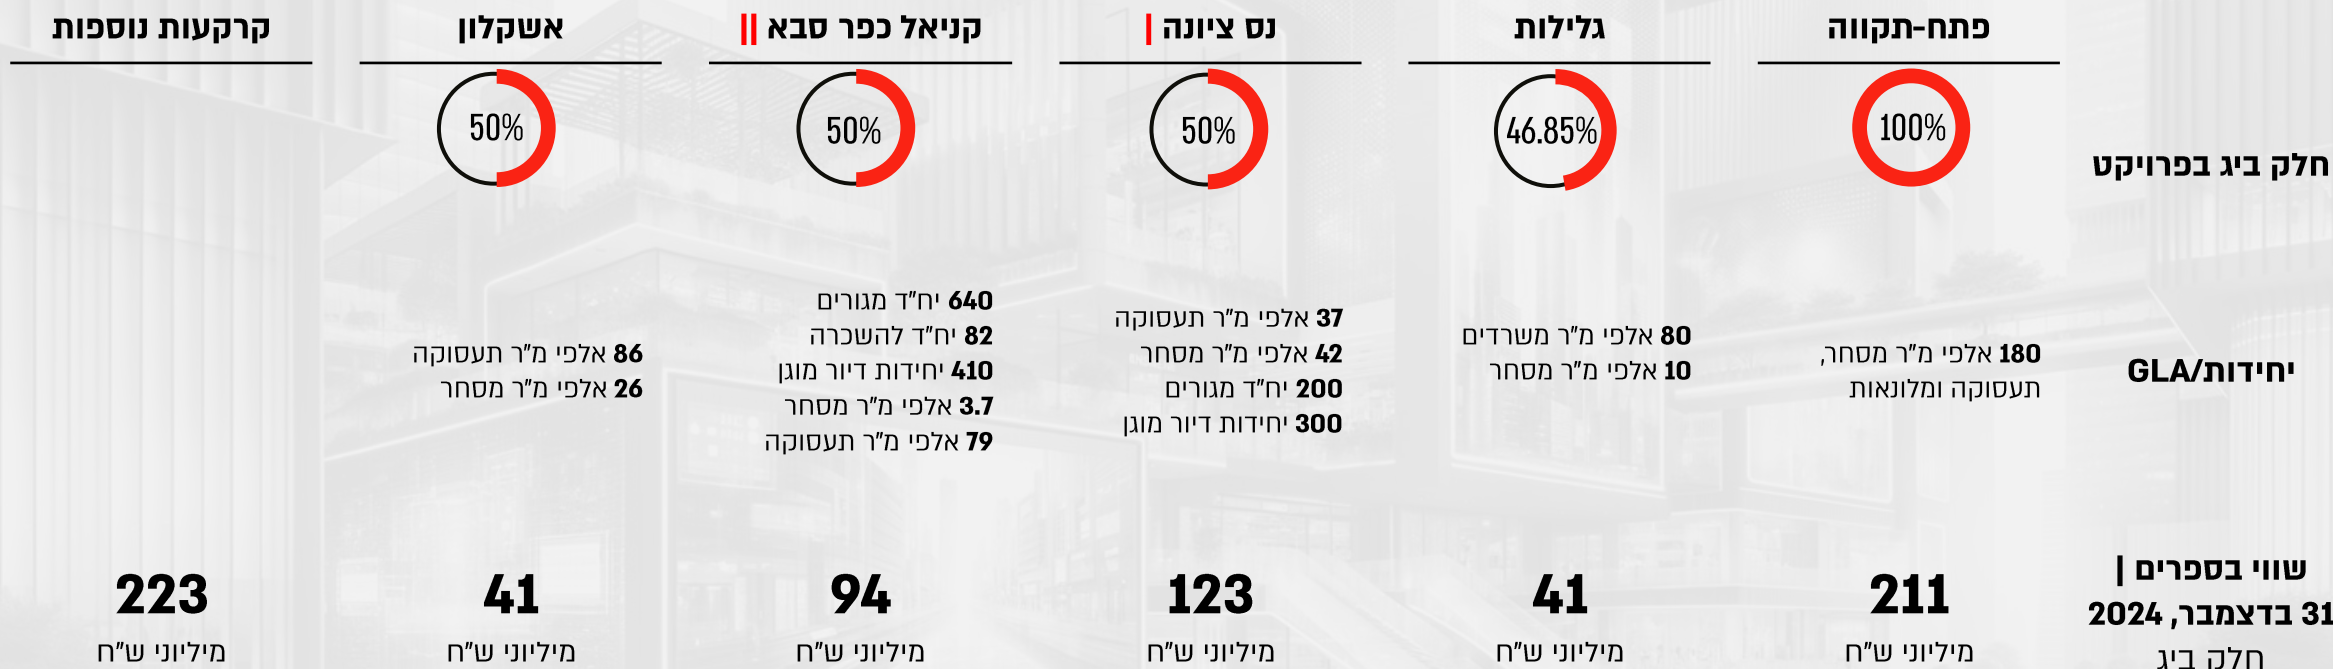 פתח-תקווה
גלילות
נס ציונה |
קניאל כפר סבא ||
אשקלון
קרקעות נוספות
חלק ביג בפרויקט
100%
46.85%
50%
50%
50%
יחידות/GLA
180 אלפי מ"ר מסחר,
תעסוקה ומלונאות
80 אלפי מ"ר משרדים
10 אלפי מ"ר מסחר
37 אלפי מ"ר תעסוקה
42 אלפי מ"ר מסחר
200 יח"ד מגורים
300 יחידות דיור מוגן
640 יח"ד מגורים
82 יח"ד להשכרה
410 יחידות דיור מוגן
3.7 אלפי מ"ר מסחר
79 אלפי מ"ר תעסוקה
86 אלפי מ"ר תעסוקה
26 אלפי מ"ר מסחר
שווי בספרים |
31 בדצמבר, 2024
חלק ביג
211
מיליוני ש"ח
41
מיליוני ש"ח
123
מיליוני ש"ח
94
מיליוני ש"ח
41
מיליוני ש"ח
223
מיליוני ש"ח